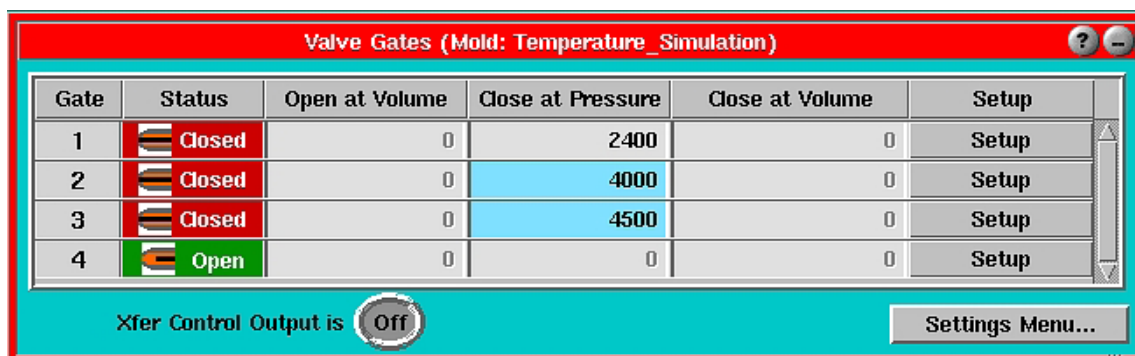 Valve Gates (Mold: Temperature_Simulation) ? –
Gate Status Open at Volume Close at Pressure Close at Volume Setup
1 Closed 0 2400 0 Setup
2 Closed 0 4000 0 Setup
3 Closed 0 4500 0 Setup
4 Open 0 0 0 Setup
Xfer Control Output is Off Settings Menu...